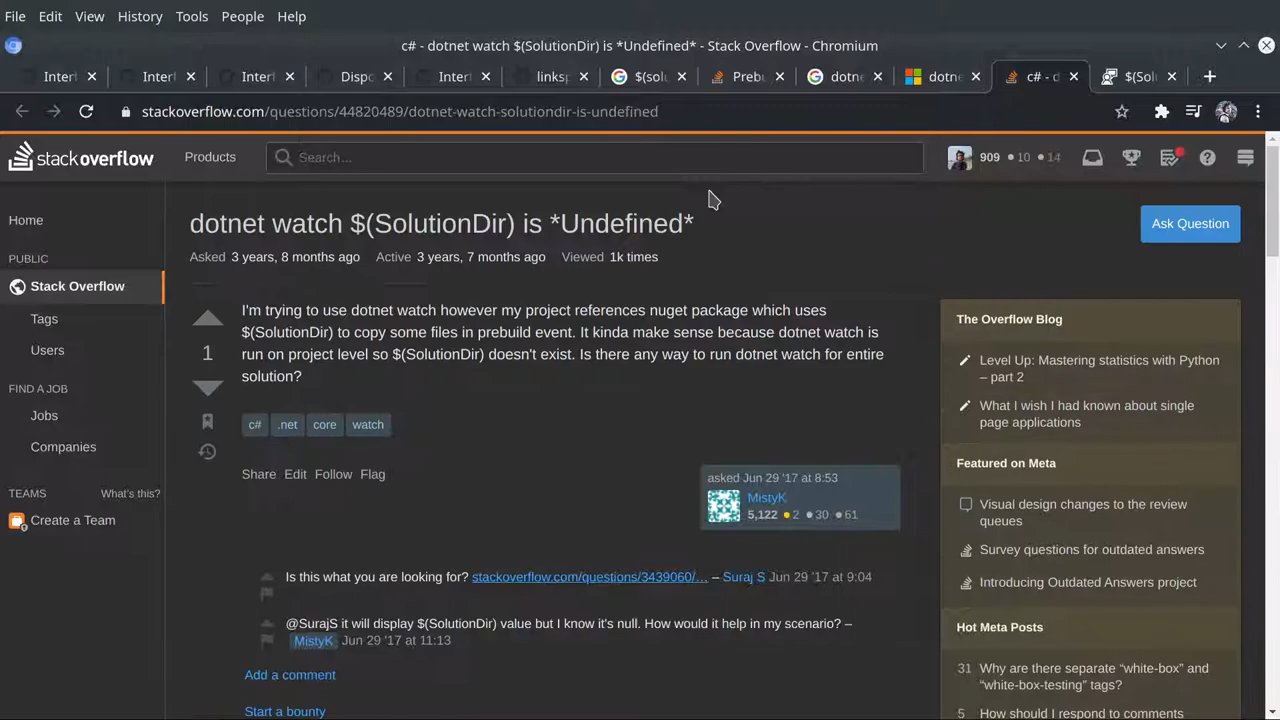 File Edit View History Tools People Help
c# - dotnet watch $(SolutionDir) is *Undefined* - Stack Overflow - Chromium
Interl Interl Interl Dispo Interl linksp $(solu Prebu dotne dotne c# - d $(Solu
stackoverflow.com/questions/44820489/dotnet-watch-solutiondir-is-undefined
stackoverflow Products Search... 909 10 14
Home
PUBLIC
Stack Overflow
Tags
Users
FIND A JOB
Jobs
Companies
TEAMS What's this?
Create a Team
dotnet watch $(SolutionDir) is *Undefined*
Ask Question
Asked 3 years, 8 months ago Active 3 years, 7 months ago Viewed 1k times
1
I'm trying to use dotnet watch however my project references nuget package which uses
$(SolutionDir) to copy some files in prebuild event. It kinda make sense because dotnet watch is
run on project level so $(SolutionDir) doesn't exist. Is there any way to run dotnet watch for entire
solution?
c# .net core watch
Share Edit Follow Flag
asked Jun 29 '17 at 8:53
MistyK
5,122 2 30 61
Is this what you are looking for? stackoverflow.com/questions/3439060/… – Suraj S Jun 29 '17 at 9:04
@SurajS it will display $(SolutionDir) value but I know it's null. How would it help in my scenario? –
MistyK Jun 29 '17 at 11:13
Add a comment
Start a bounty
The Overflow Blog
Level Up: Mastering statistics with Python
– part 2
What I wish I had known about single
page applications
Featured on Meta
Visual design changes to the review
queues
Survey questions for outdated answers
Introducing Outdated Answers project
Hot Meta Posts
31 Why are there separate “white-box” and
“white-box-testing” tags?
5 How should I respond to comments